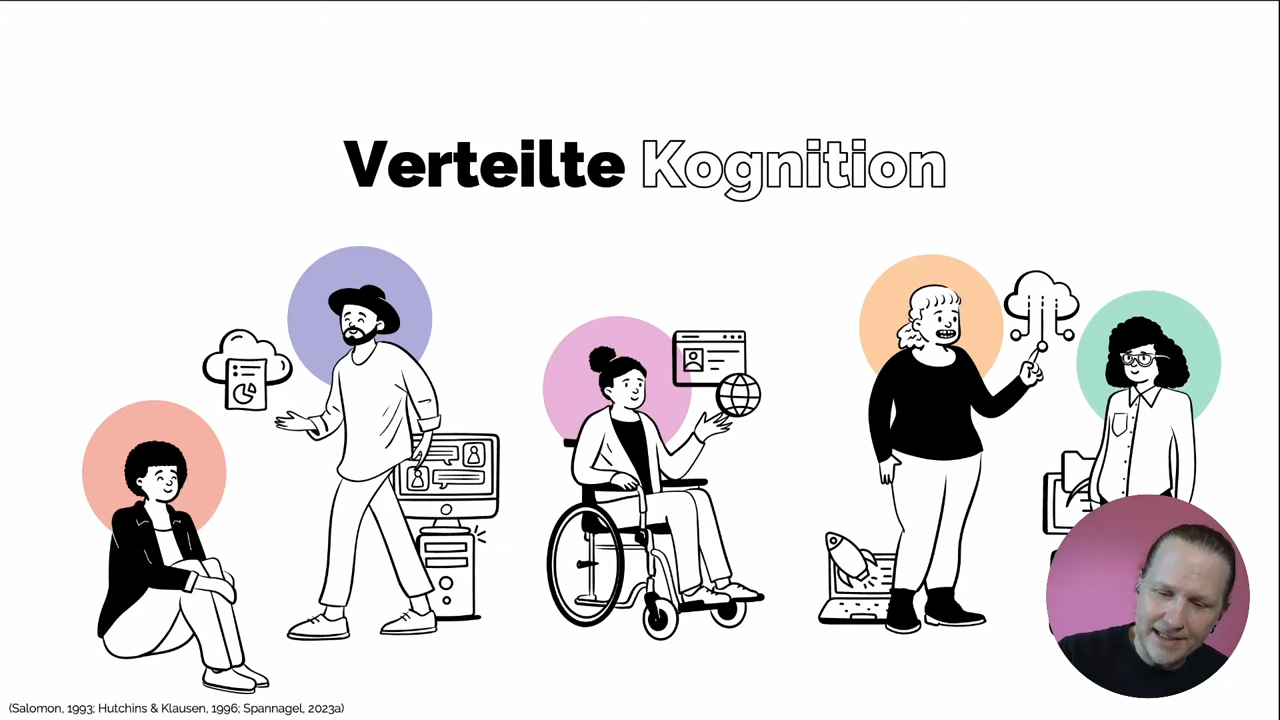 Verteilte Kognition
(Salomon, 1993; Hutchins & Klausen, 1996; Spannagel, 2023a)